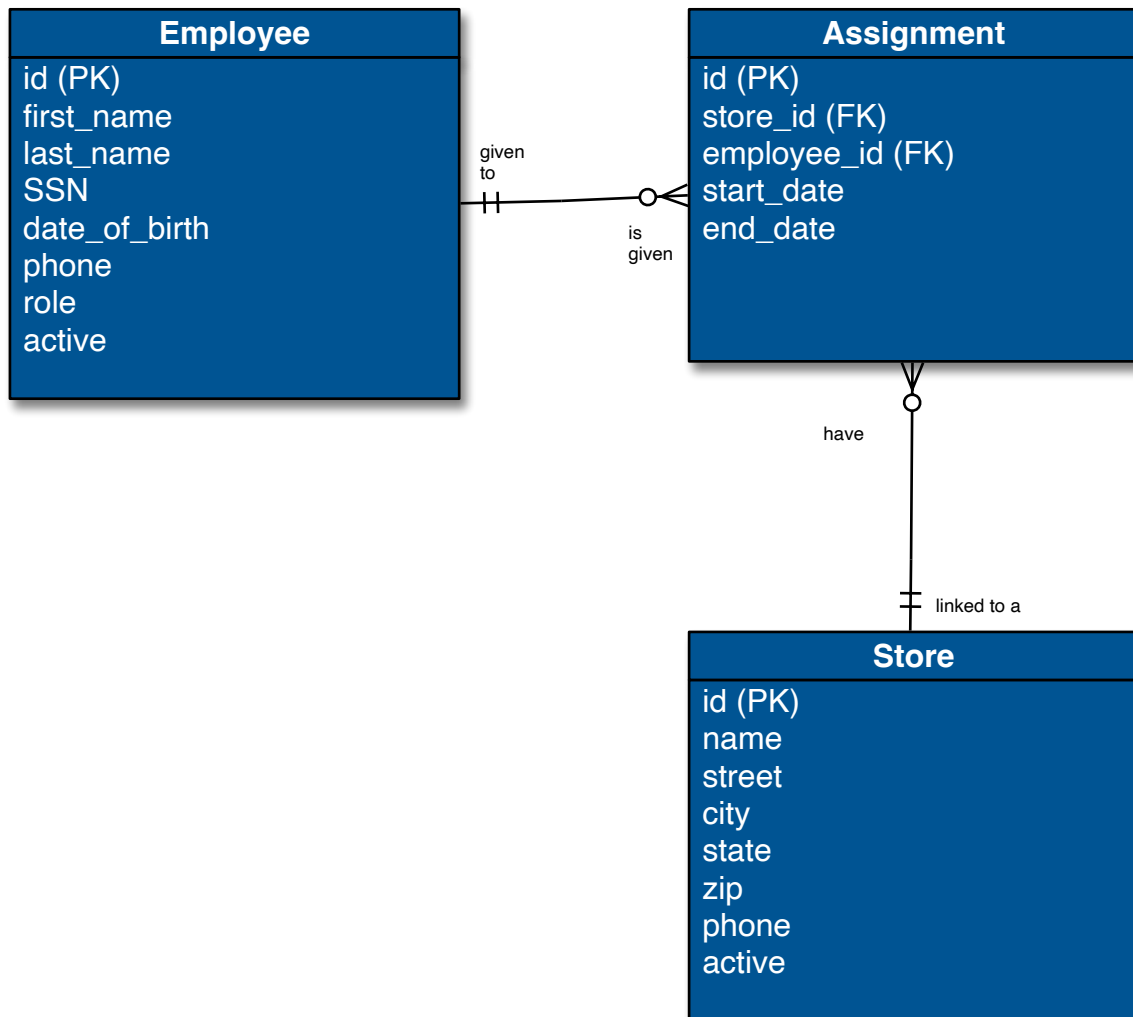 Employee
id (PK)
first_name
last_name
SSN
date_of_birth
phone
role
active
given
to
is
given
Assignment
id (PK)
store_id (FK)
employee_id (FK)
start_date
end_date
have
linked to a
Store
id (PK)
name
street
city
state
zip
phone
active